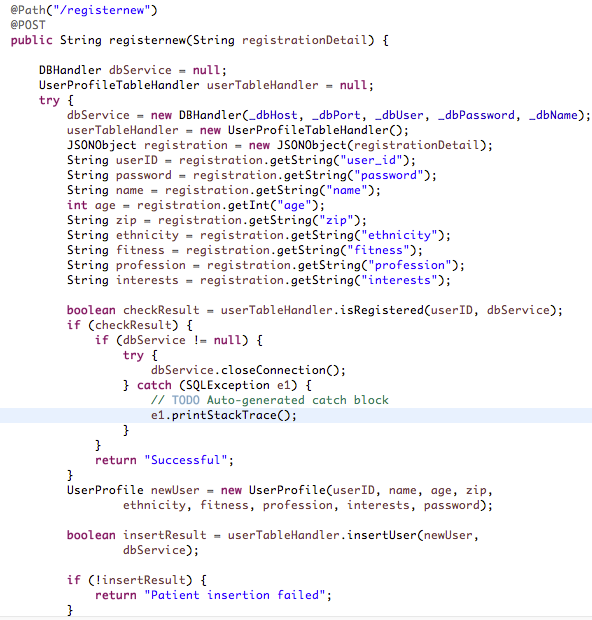 @Path("/registernew")
@POST
public String registernew(String registrationDetail) {
DBHandler dbService = null;
UserProfileTableHandler userTableHandler = null;
try {
dbService = new DBHandler(_dbHost, _dbPort, _dbUser, _dbPassword, _dbName);
userTableHandler = new UserProfileTableHandler();
JSONObject registration = new JSONObject(registrationDetail);
String userID = registration.getString("user_id");
String password = registration.getString("password");
String name = registration.getString("name");
int age = registration.getInt("age");
String zip = registration.getString("zip");
String ethnicity = registration.getString("ethnicity");
String fitness = registration.getString("fitness");
String profession = registration.getString("profession");
String interests = registration.getString("interests");
boolean checkResult = userTableHandler.isRegistered(userID, dbService);
if (checkResult) {
if (dbService != null) {
try {
dbService.closeConnection();
} catch (SQLException e1) {
// TODO Auto-generated catch block
e1.printStackTrace();
}
}
return "Successful";
}
UserProfile newUser = new UserProfile(userID, name, age, zip,
ethnicity, fitness, profession, interests, password);
boolean insertResult = userTableHandler.insertUser(newUser,
dbService);
if (!insertResult) {
return "Patient insertion failed";
}